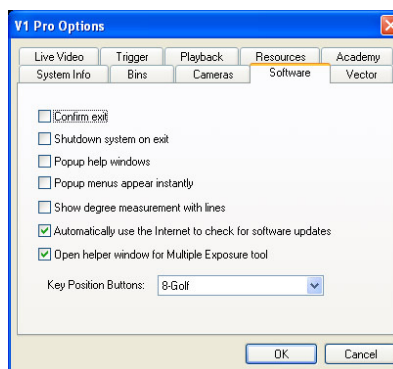 V1 Pro Options
Live Video Trigger Playback Resources Academy
System Info Bins Cameras Software Vector
Confirm exit
Shutdown system on exit
Popup help windows
Popup menus appear instantly
Show degree measurement with lines
Automatically use the Internet to check for software updates
Open helper window for Multiple Exposure tool
Key Position Buttons: 8-Golf
OK Cancel